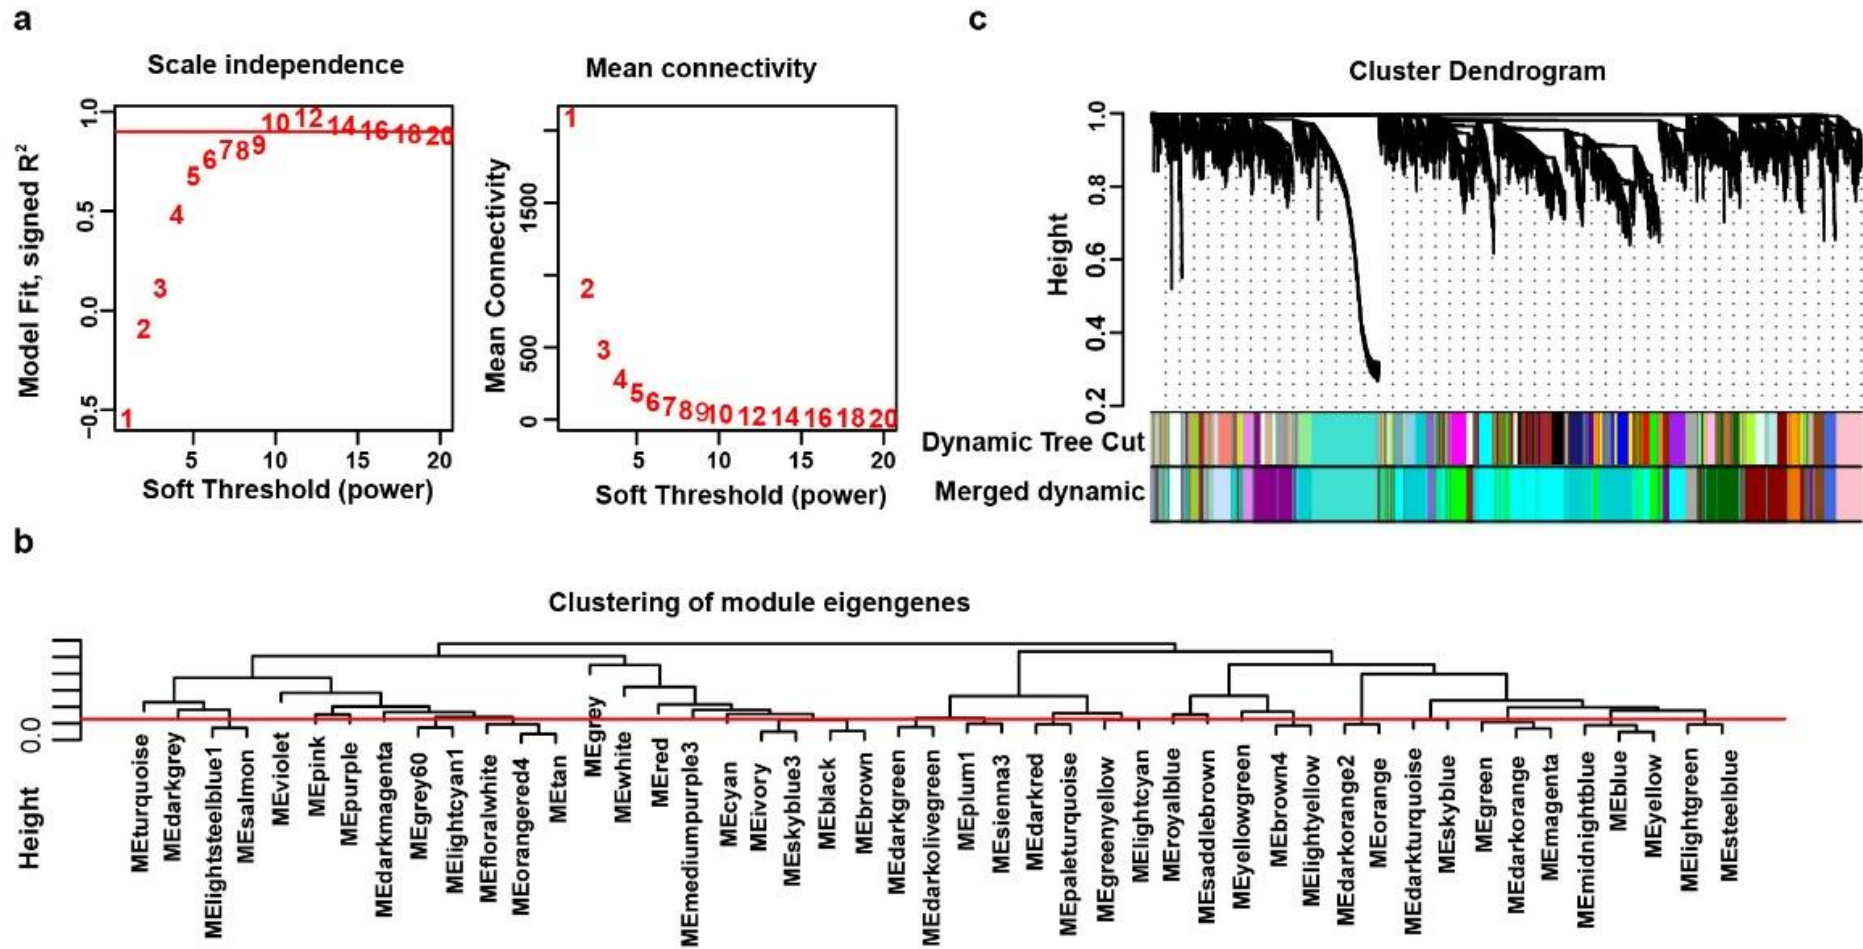 a
Scale independence
Model Fit, signed R²
1.0
0.5
0.0
−0.5
1
2
3
4
5
6
7
8
9
10
12
14
16
18
20
5 10 15 20
Soft Threshold (power)
Mean connectivity
Mean Connectivity
1500
500
0
1
2
3
4
5
6
7
8
9
10
12
14
16
18
20
5 10 15 20
Soft Threshold (power)
c
Cluster Dendrogram
Height
1.0
0.8
0.6
0.4
0.2
Dynamic Tree Cut
Merged dynamic
b
Clustering of module eigengenes
Height
0.0
MEturquoise
MEdarkgrey
MElightsteelblue1
MEsalmon
MEviolet
MEpink
MEpurple
MEdarkmagenta
MEgrey60
MElightcyan1
MEfloralwhite
MEorangered4
MEtan
MEgrey
MEwhite
MEred
MEmediumpurple3
MEcyan
MEivory
MEskyblue3
MEblack
MEbrown
MEdarkgreen
MEdarkolivegreen
MEplum1
MEsienna3
MEdarkred
MEpaleturquoise
MEgreenyellow
MElightcyan
MEroyalblue
MEsaddlebrown
MEyellowgreen
MEbrown4
MElightyellow
MEdarkorange2
MEorange
MEdarkturquoise
MEskyblue
MEgreen
MEdarkorange
MEmagenta
MEmidnightblue
MEblue
MEyellow
MElightgreen
MEsteelblue